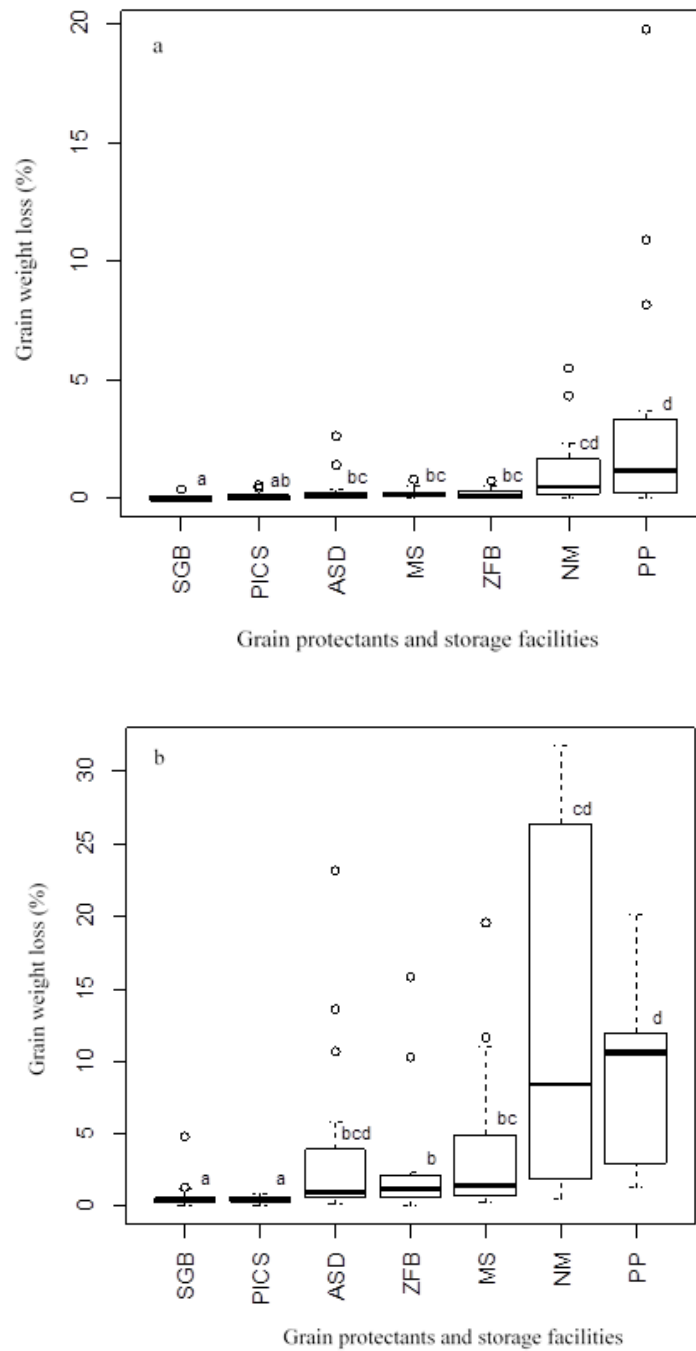 a
Grain weight loss (%)
20
15
10
5
0
a
ab
bc
bc
bc
cd
d
SGB
PICS
ASD
MS
ZFB
NM
PP
Grain protectants and storage facilities
b
Grain weight loss (%)
30
25
20
15
10
5
0
a
a
bcd
b
bc
cd
d
SGB
PICS
ASD
ZFB
MS
NM
PP
Grain protectants and storage facilities